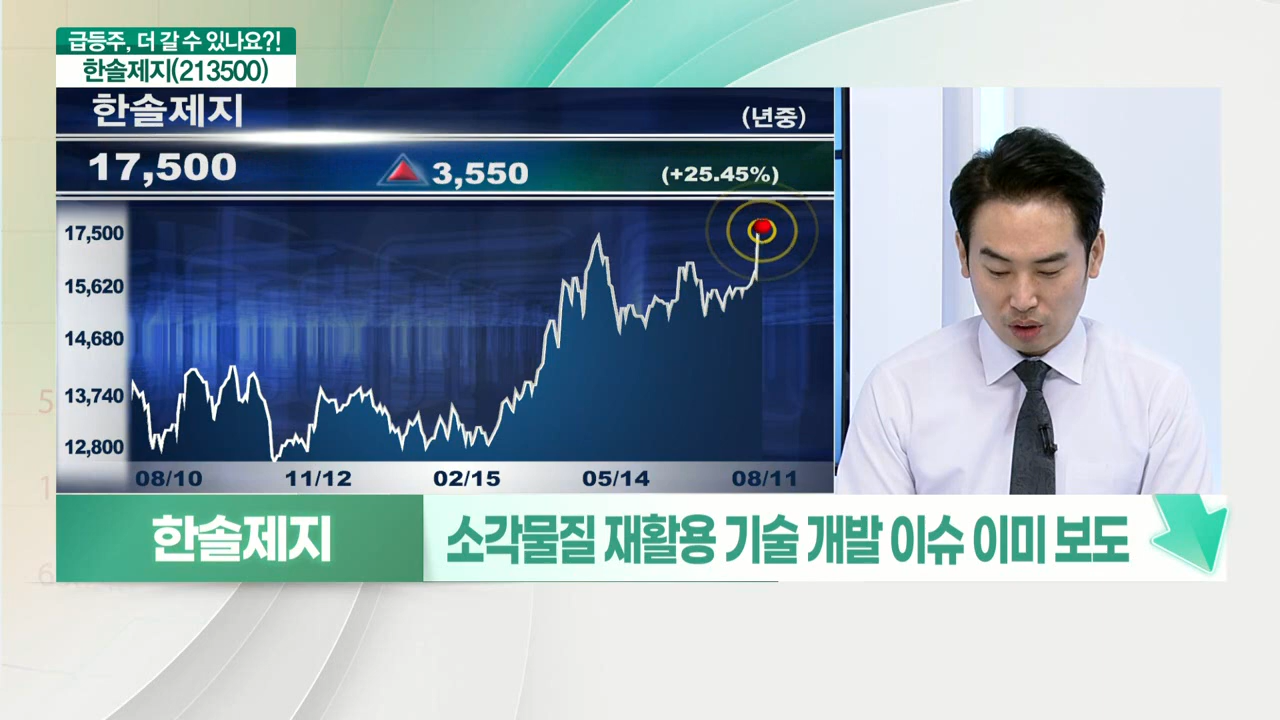 급등주, 더 갈 수 있나요?!
한솔제지(213500)
한솔제지 (년중)
17,500 ▲ 3,550 (+25.45%)
17,500
15,620
14,680
13,740
12,800
08/10 11/12 02/15 05/14 08/11
한솔제지
소각물질 재활용 기술 개발 이슈 이미 보도
5
1
6